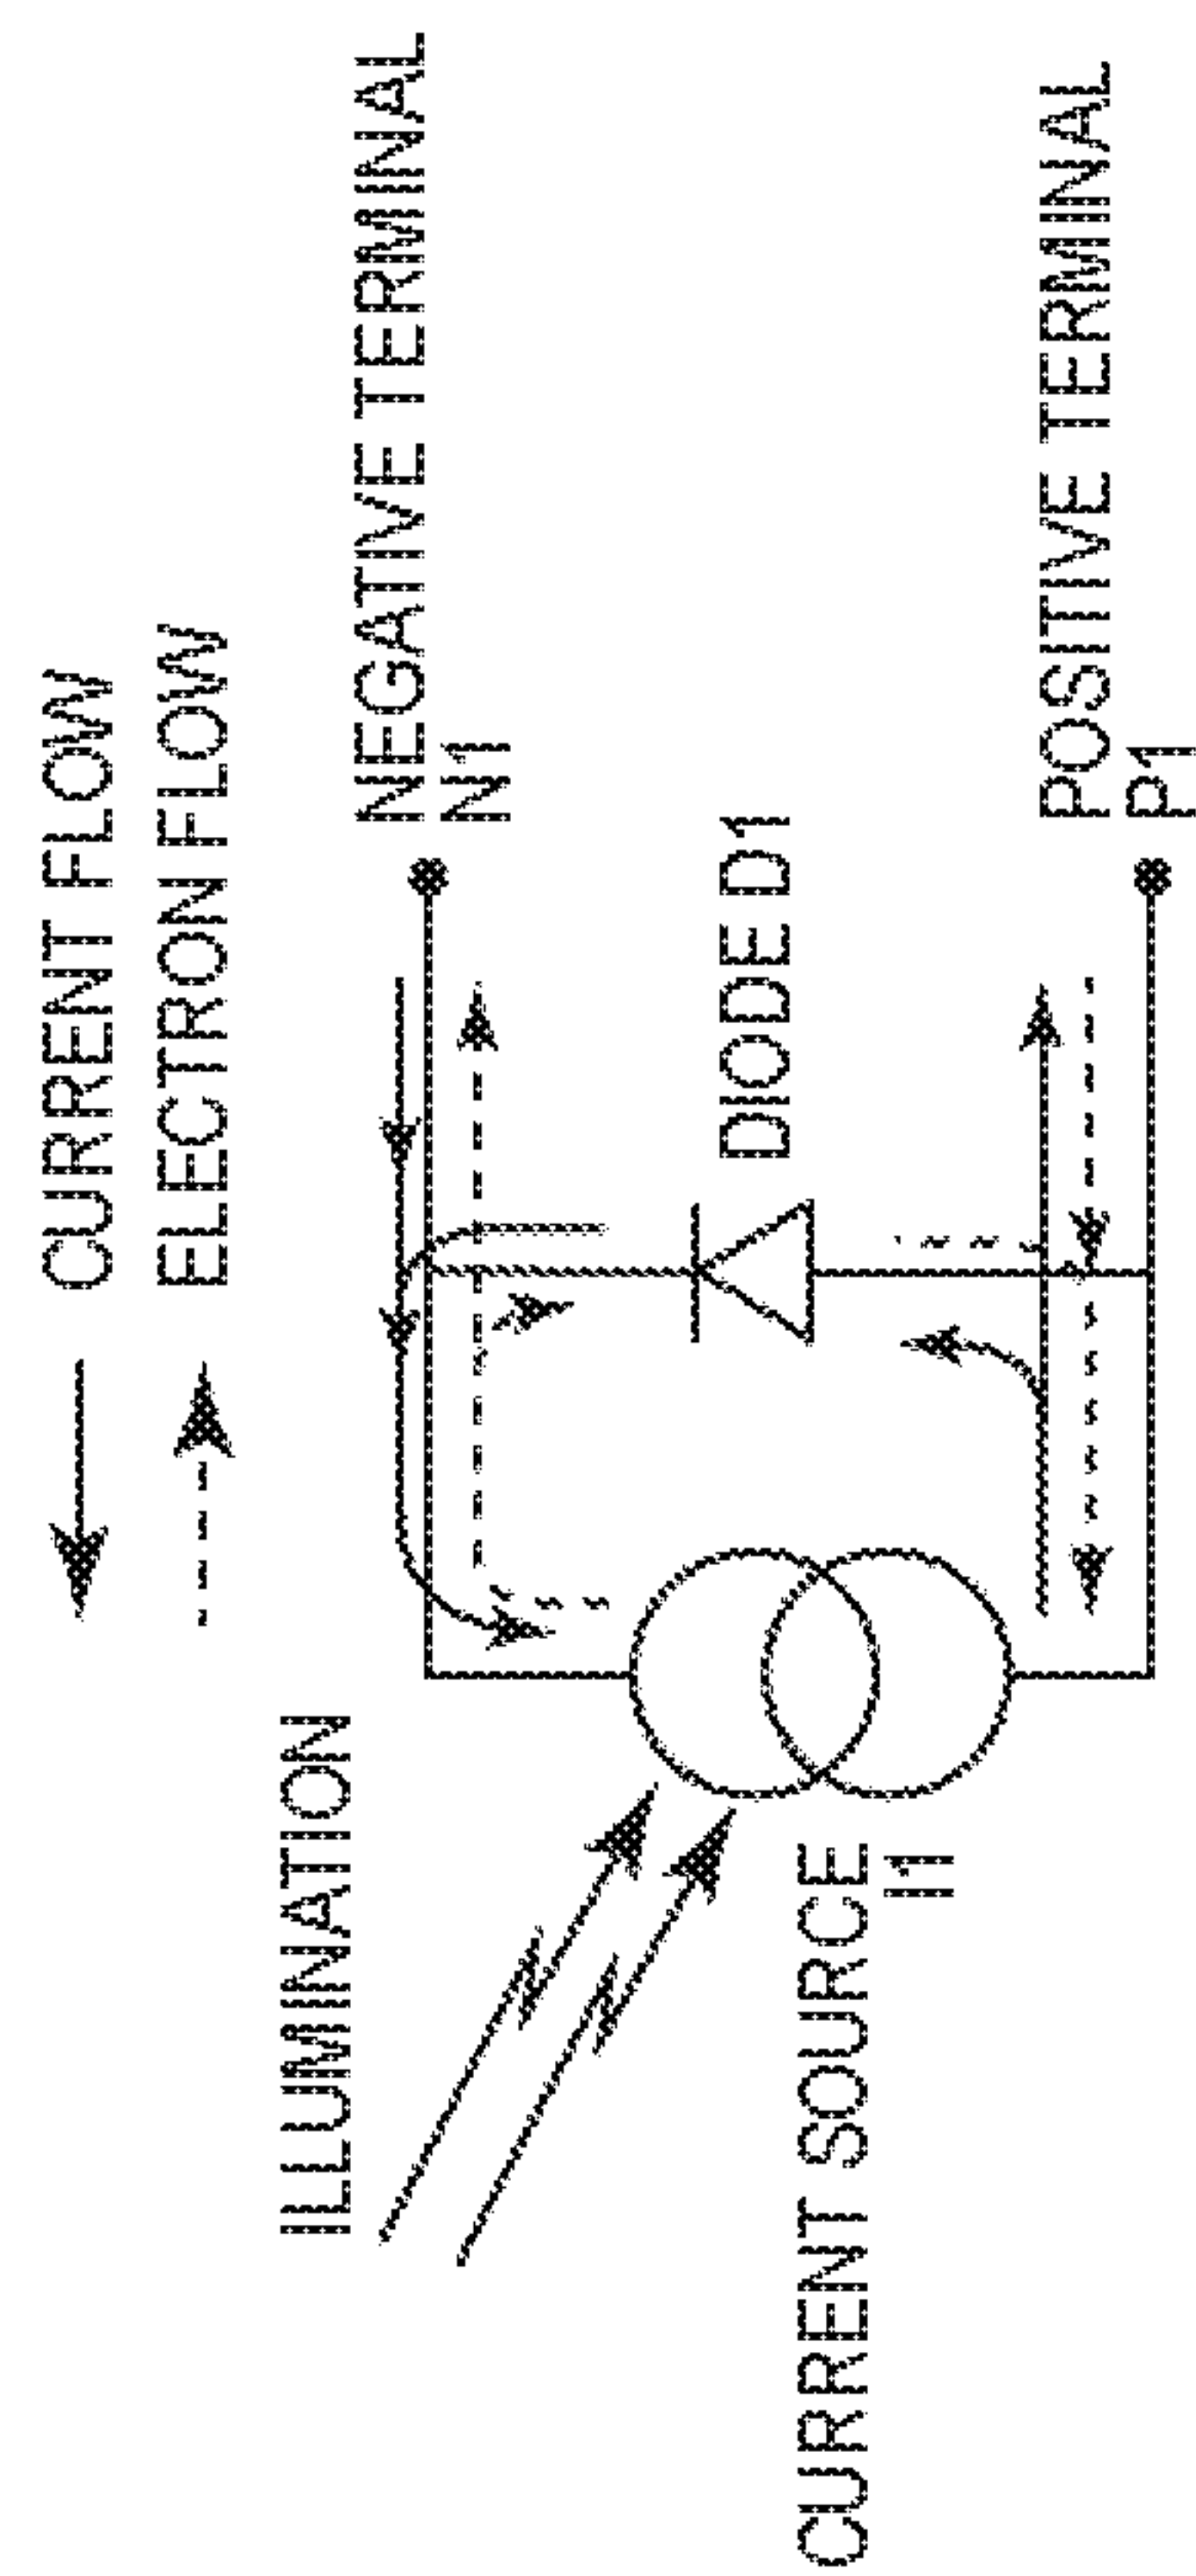 CURRENT FLOW
ELECTRON FLOW
ILLUMINATION
NEGATIVE TERMINAL
N1
DIODE D1
CURRENT SOURCE
I1
POSITIVE TERMINAL
P1